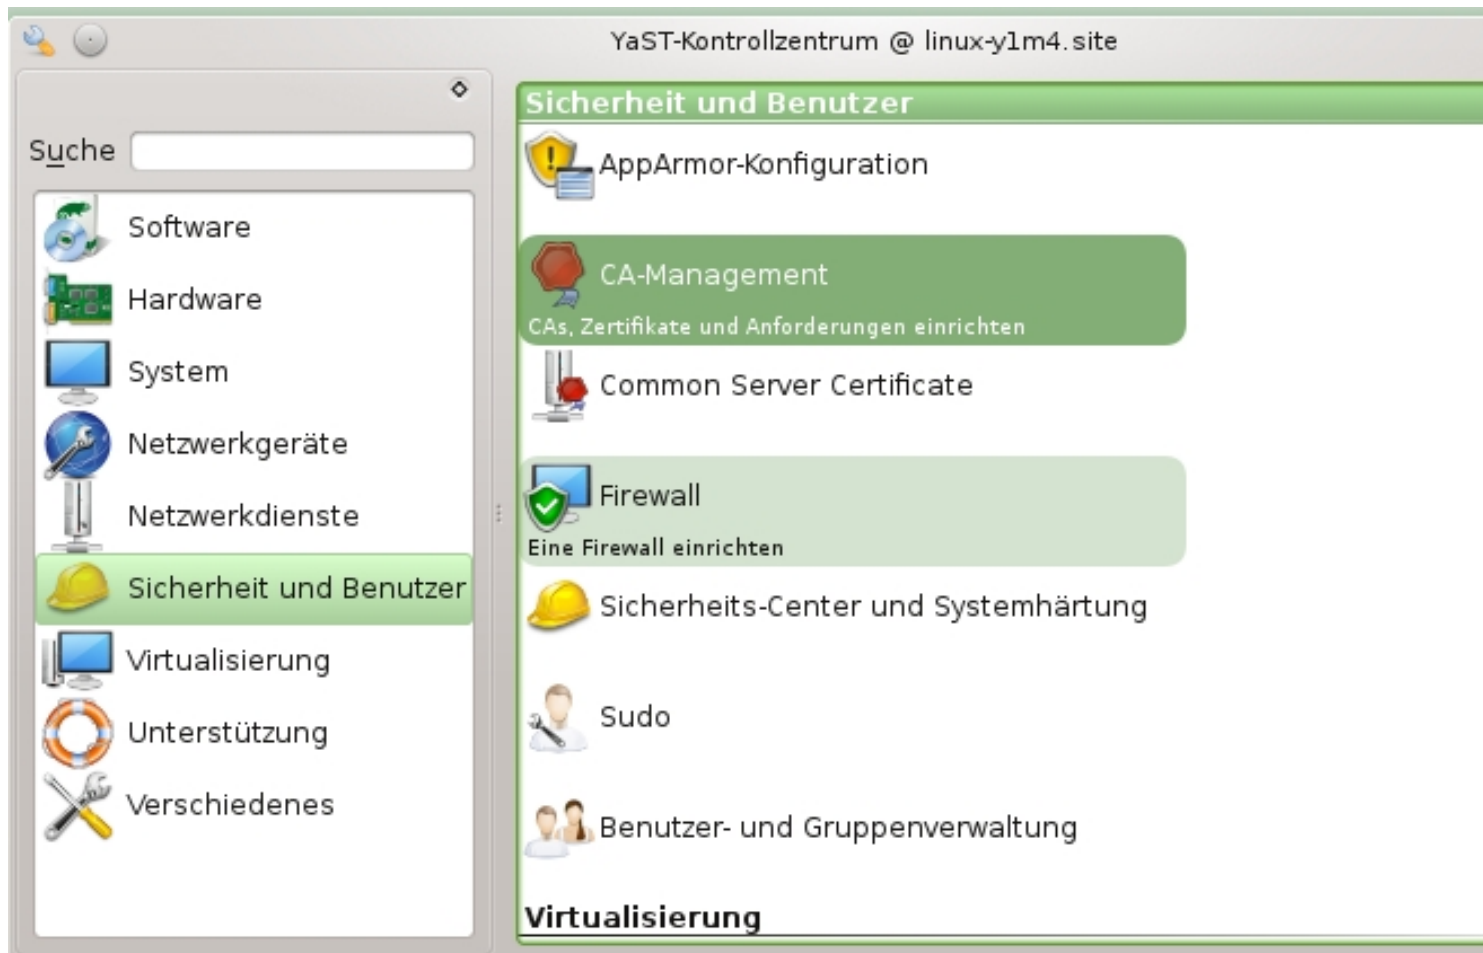 YaST-Kontrollzentrum @ linux-y1m4.site
Suche
Software
Hardware
System
Netzwerkgeräte
Netzwerkdienste
Sicherheit und Benutzer
Virtualisierung
Unterstützung
Verschiedenes
Sicherheit und Benutzer
AppArmor-Konfiguration
CA-Management
CAs, Zertifikate und Anforderungen einrichten
Common Server Certificate
Firewall
Eine Firewall einrichten
Sicherheits-Center und Systemhärtung
Sudo
Benutzer- und Gruppenverwaltung
Virtualisierung